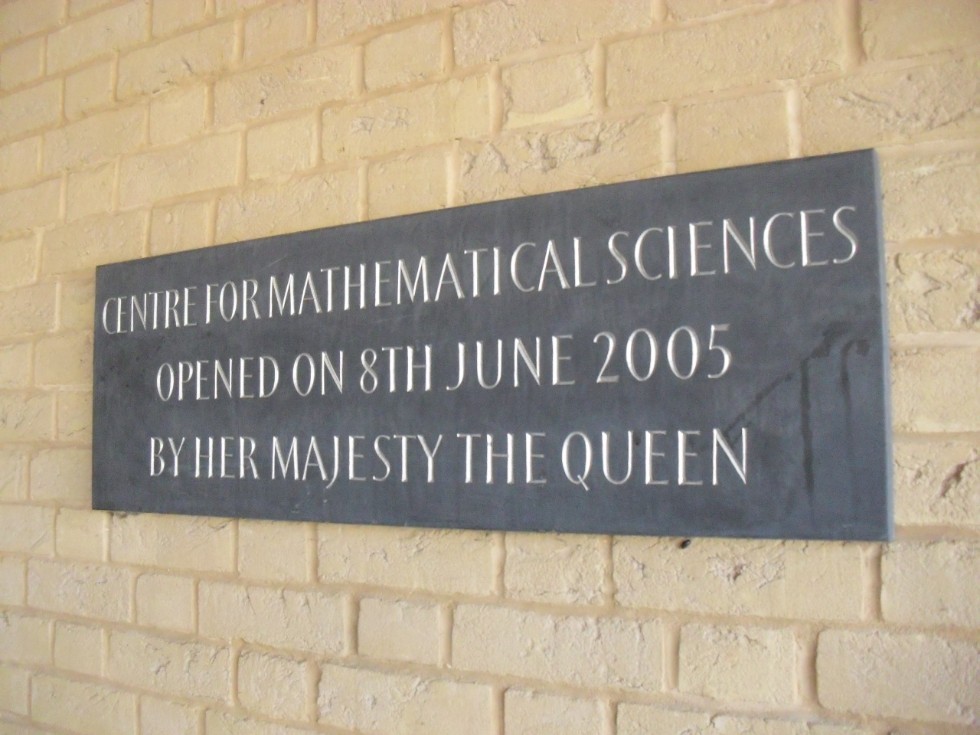 CENTRE FOR MATHEMATICAL SCIENCES
OPENED ON 8TH JUNE 2005
BY HER MAJESTY THE QUEEN